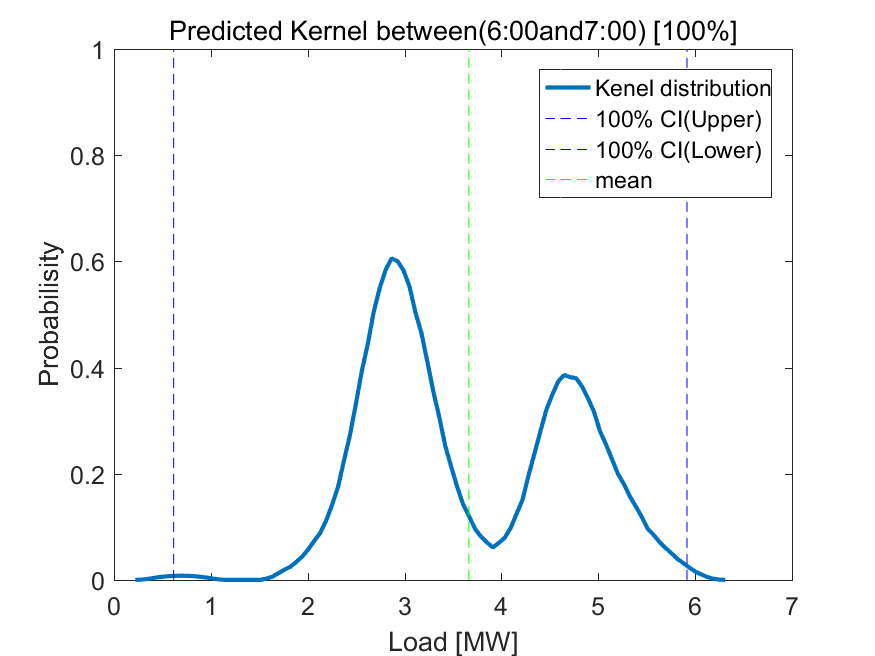 Predicted Kernel between(6:00and7:00) [100%]
Kenel distribution
100% CI(Upper)
100% CI(Lower)
mean
Probabilisity
1
0.8
0.6
0.4
0.2
0
0 1 2 3 4 5 6 7
Load [MW]